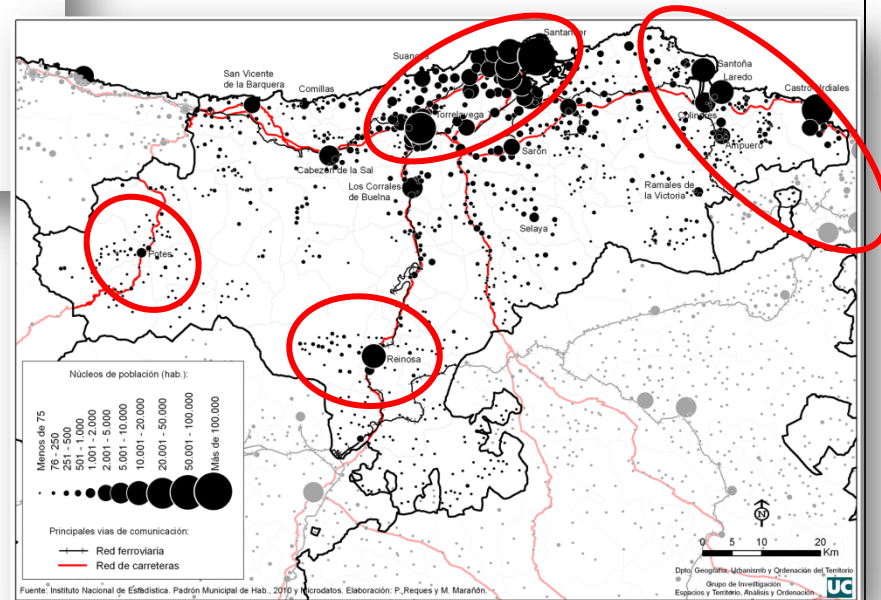 Santander
Suances
San Vicente
de la Barquera
Comillas
Santoña
Laredo
Castro Urdiales
Torrelavega
Colindres
Ampuero
Cabezón de la Sal
Sarón
Los Corrales
de Buelna
Ramales de
la Victoria
Selaya
Potes
Reinosa
Núcleos de población (hab.):
Menos de 75
76 - 250
251 - 500
501 - 1.000
1.001 - 2.000
2.001 - 5.000
5.001 - 10.000
10.001 - 20.000
20.001 - 50.000
50.001 - 100.000
Más de 100.000
Principales vias de comunicación:
Red ferroviaria
Red de carreteras
N
0 5 10 20
Km
Dpto. Geografía, Urbanismo y Ordenación del Territorio
Grupo de Investigación
Espacios y Territorio, Análisis y Ordenación
UC
Fuente: Instituto Nacional de Estadística. Padrón Municipal de Hab., 2010 y Microdatos. Elaboración: P. Reques y M. Marañón.